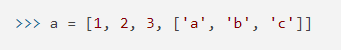 >>> a = [1, 2, 3, ['a', 'b', 'c']]